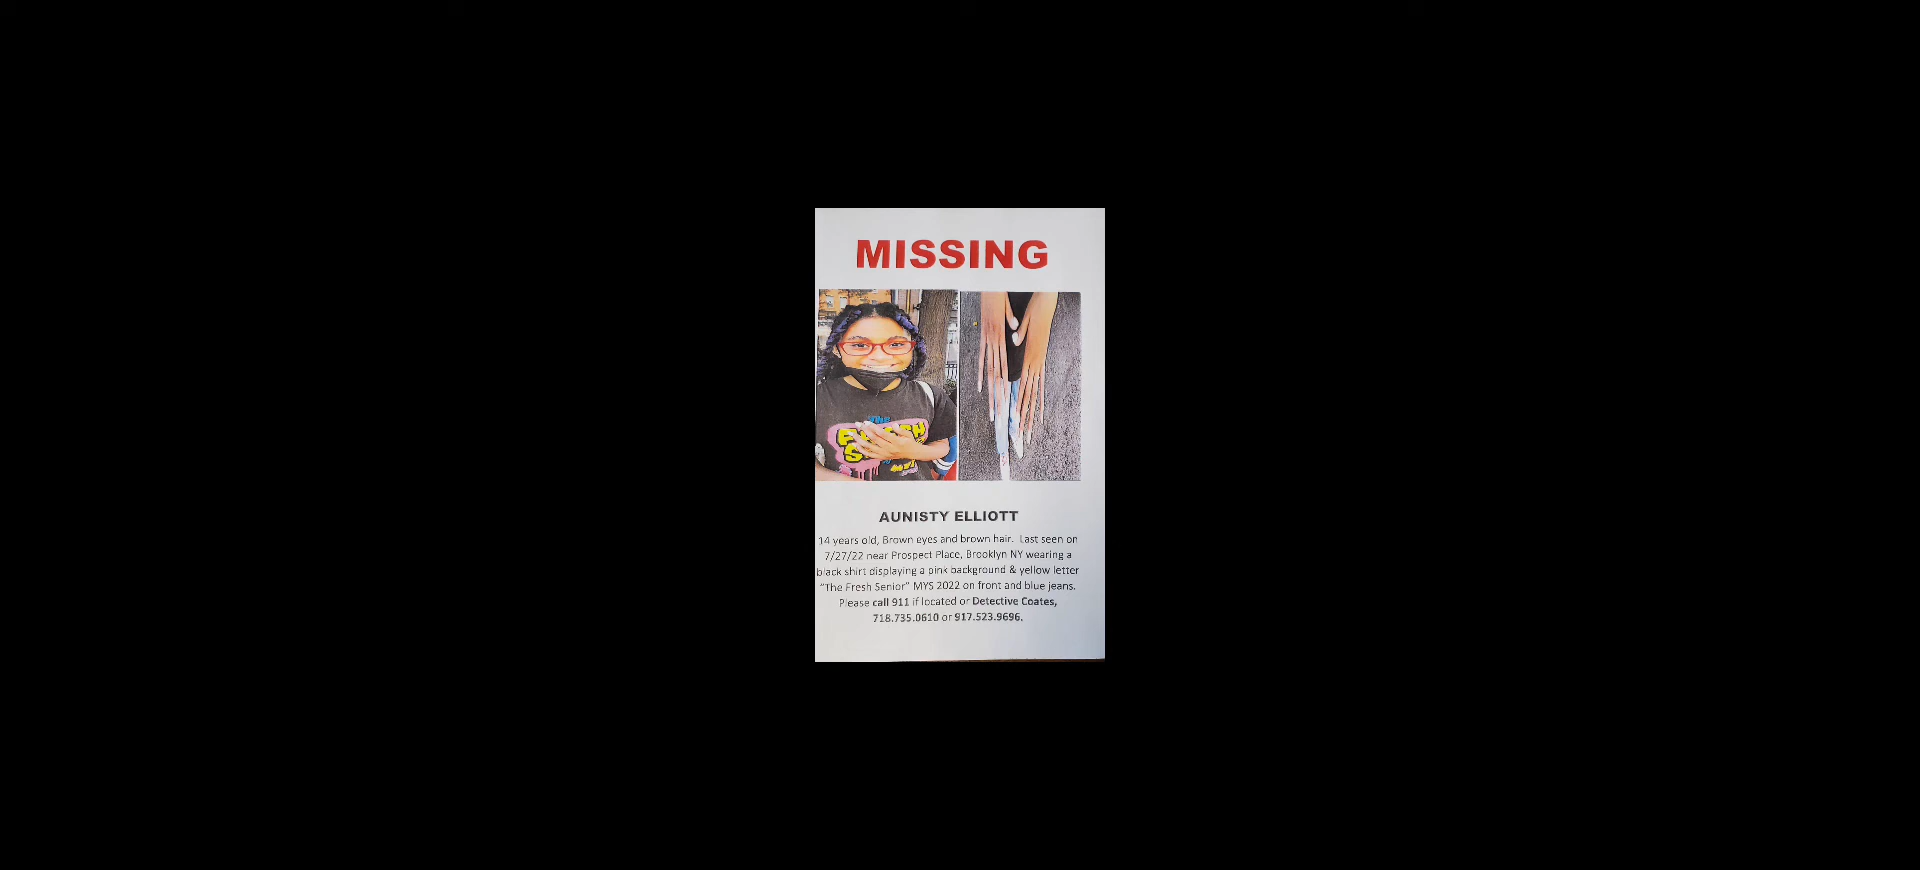 MISSING
The
MYS
AUNISTY ELLIOTT
14 years old, Brown eyes and brown hair. Last seen on
7/27/22 near Prospect Place, Brooklyn NY wearing a
black shirt displaying a pink background & yellow letter
"The Fresh Senior" MYS 2022 on front and blue jeans.
Please call 911 if located or Detective Coates,
718.735.0610 or 917.523.9696.